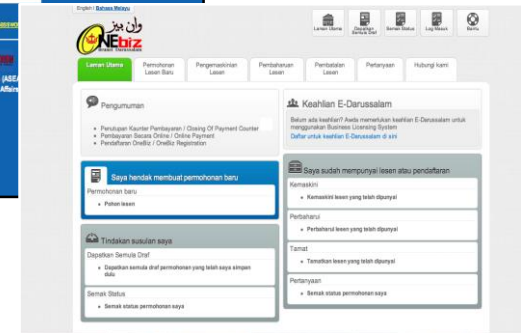 English / Bahasa Melayu
وان بيز
ONEbiz
Brunei Darussalam
Laman Utama
Dapatkan Semula Draf
Semak Status
Log Masuk
Bantu
Laman Utama
Permohonan Lesen Baru
Pengemaskinian Lesen
Pembaharuan Lesen
Pembatalan Lesen
Pertanyaan
Hubungi kami
(ASEA
Affairs
Pengumuman
Penutupan Kaunter Pembayaran / Closing Of Payment Counter
Pembayaran Secara Online / Online Payment
Pendaftaran OneBiz / OneBiz Registration
Keahlian E-Darussalam
Belum ada keahlian? Awda memerlukan keahlian E-Darussalam untuk
menggunakan Business Licensing System
Daftar untuk keahlian E-Darussalam di sini
Saya hendak membuat permohonan baru
Permohonan baru
Pohon lesen
Tindakan susulan saya
Dapatkan Semula Draf
Dapatkan semula draf permohonan yang telah saya simpan
dulu
Semak Status
Semak status permohonan saya
Saya sudah mempunyai lesen atau pendaftaran
Kemaskini
Kemaskini lesen yang telah dipunyai
Perbaharui
Perbaharui lesen yang telah dipunyai
Tamat
Tamatkan lesen yang telah dipunyai
Pertanyaan
Semak status permohonan saya